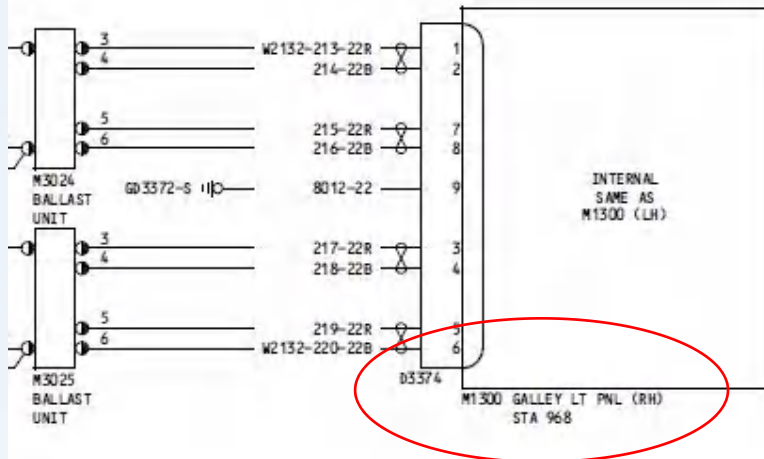 3 W2132-213-22R 1
4 214-22B 2
5 215-22R 7
6 216-22B 8
M3024
BALLAST
UNIT
GD3372-S 8012-22 9
INTERNAL
SAME AS
M1300 (LH)
3 217-22R 3
4 218-22B 4
5 219-22R 5
6 W2132-220-22B 6
M3025
BALLAST
UNIT
D3374
M1300 GALLEY LT PNL (RH)
STA 968